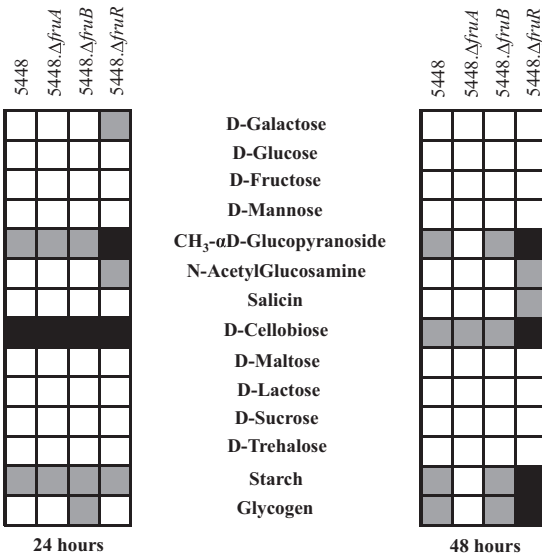 5448
5448.ΔfruA
5448.ΔfruB
5448.ΔfruR
5448
5448.ΔfruA
5448.ΔfruB
5448.ΔfruR
D-Galactose
D-Glucose
D-Fructose
D-Mannose
CH₃-αD-Glucopyranoside
N-AcetylGlucosamine
Salicin
D-Cellobiose
D-Maltose
D-Lactose
D-Sucrose
D-Trehalose
Starch
Glycogen
24 hours
48 hours